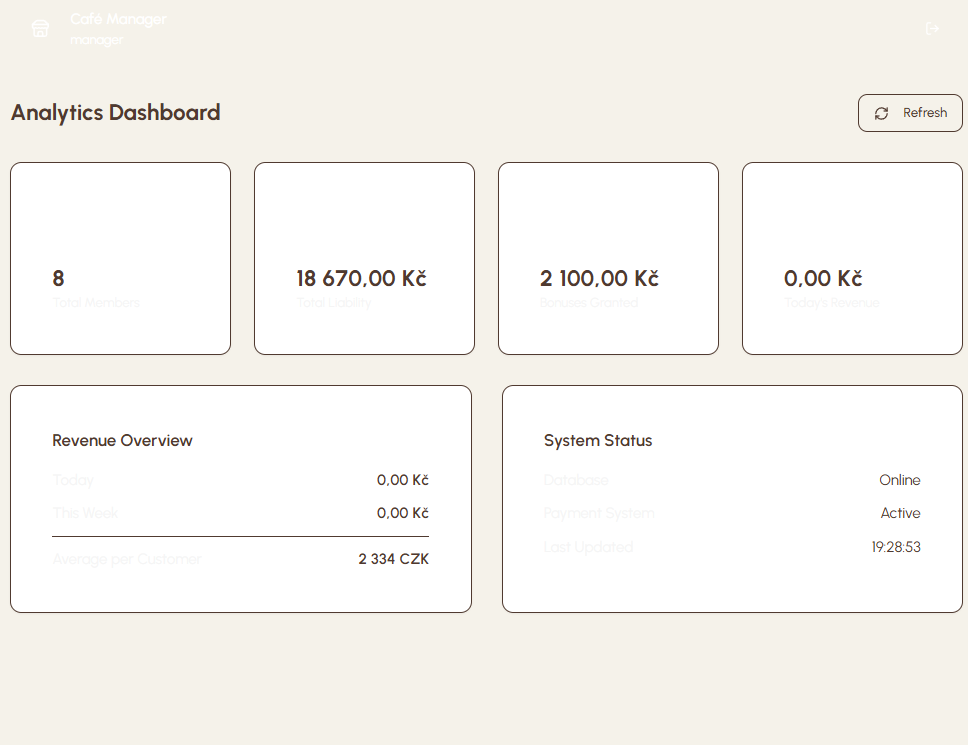 Café Manager
manager
Analytics Dashboard
Refresh
8
Total Members
18 670,00 Kč
Total Liability
2 100,00 Kč
Bonuses Granted
0,00 Kč
Today's Revenue
Revenue Overview
Today 0,00 Kč
This Week 0,00 Kč
Average per Customer 2 334 CZK
System Status
Database Online
Payment System Active
Last Updated 19:28:53